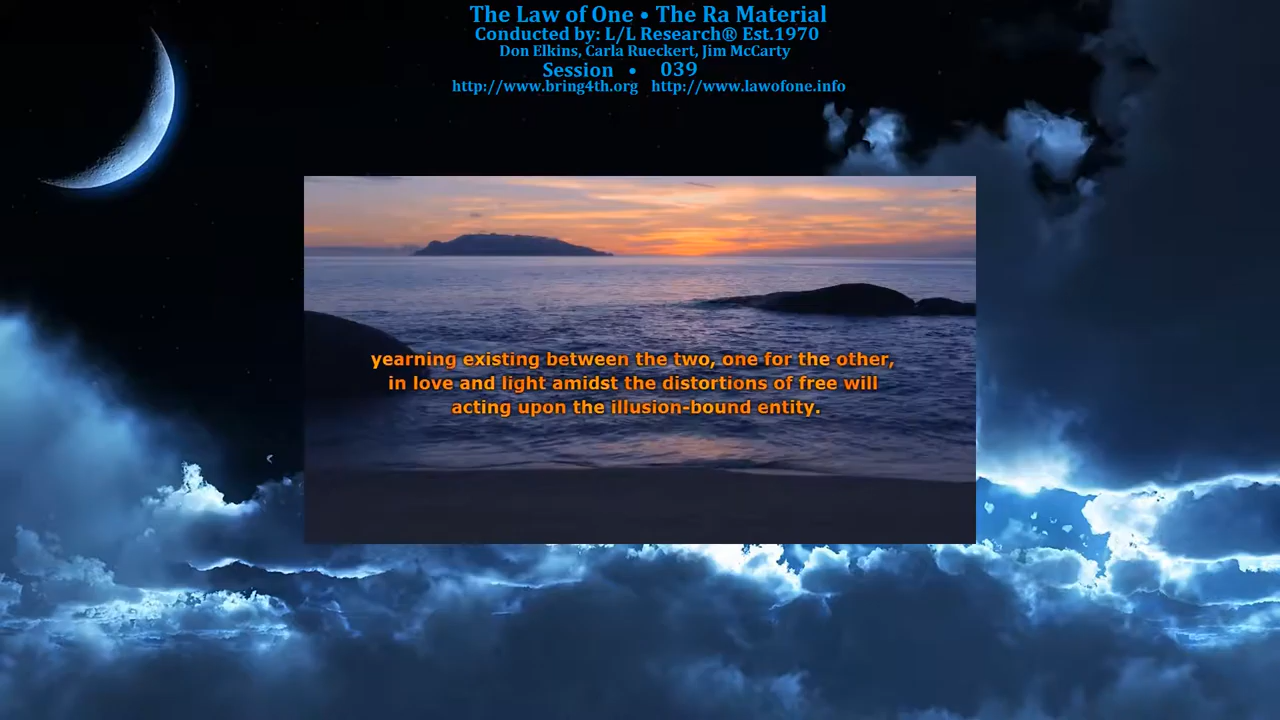 The Law of One • The Ra Material
Conducted by: L/L Research® Est.1970
Don Elkins, Carla Rueckert, Jim McCarty
Session • 039
http://www.bring4th.org http://www.lawofone.info
yearning existing between the two, one for the other,
in love and light amidst the distortions of free will
acting upon the illusion-bound entity.